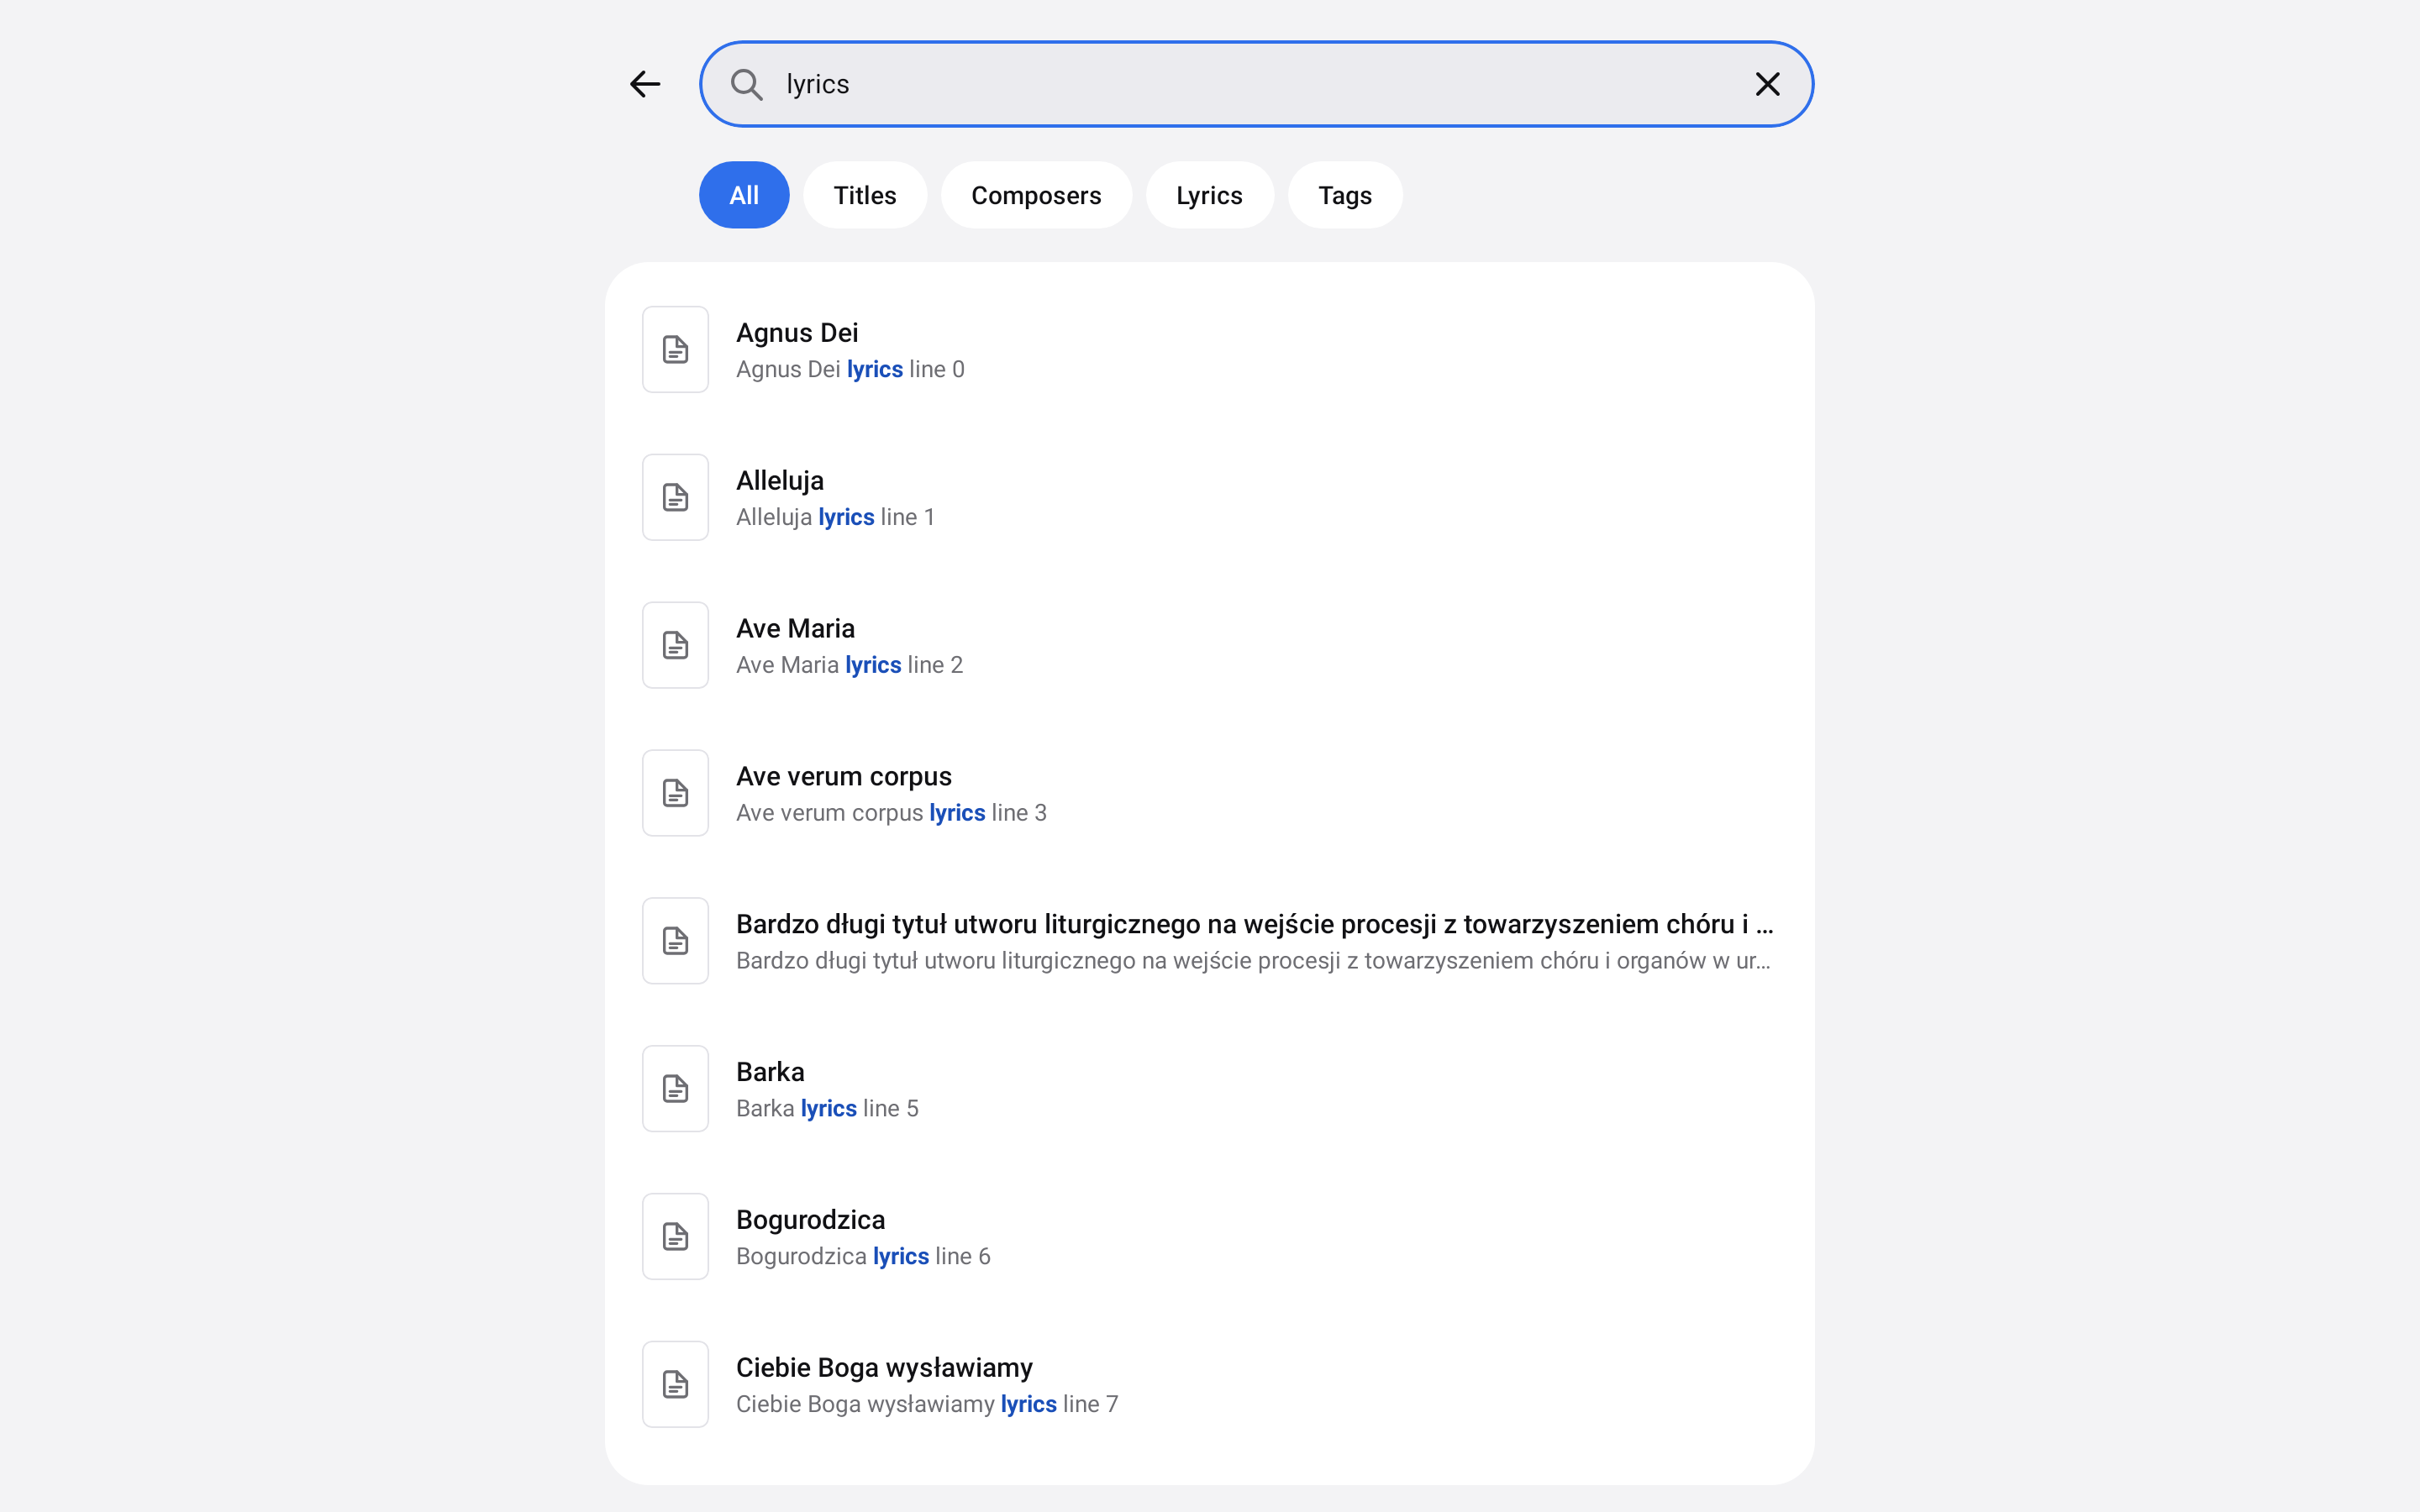 lyrics
All Titles Composers Lyrics Tags
Agnus Dei
Agnus Dei lyrics line 0
Alleluja
Alleluja lyrics line 1
Ave Maria
Ave Maria lyrics line 2
Ave verum corpus
Ave verum corpus lyrics line 3
Bardzo długi tytuł utworu liturgicznego na wejście procesji z towarzyszeniem chóru i ...
Bardzo długi tytuł utworu liturgicznego na wejście procesji z towarzyszeniem chóru i organów w ur...
Barka
Barka lyrics line 5
Bogurodzica
Bogurodzica lyrics line 6
Ciebie Boga wysławiamy
Ciebie Boga wysławiamy lyrics line 7